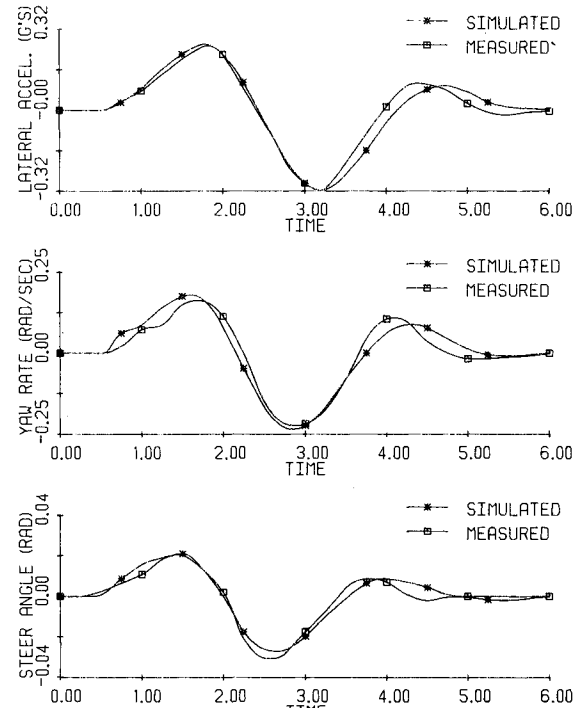 LATERAL ACCEL. (G'S)
0.32
-0.00
-0.32
SIMULATED
MEASURED
0.00 1.00 2.00 3.00 4.00 5.00 6.00
TIME
YAW RATE (RAD/SEC)
0.25
0.00
-0.25
SIMULATED
MEASURED
0.00 1.00 2.00 3.00 4.00 5.00 6.00
TIME
STEER ANGLE (RAD)
0.04
0.00
-0.04
SIMULATED
MEASURED
0.00 1.00 2.00 3.00 4.00 5.00 6.00
TIME